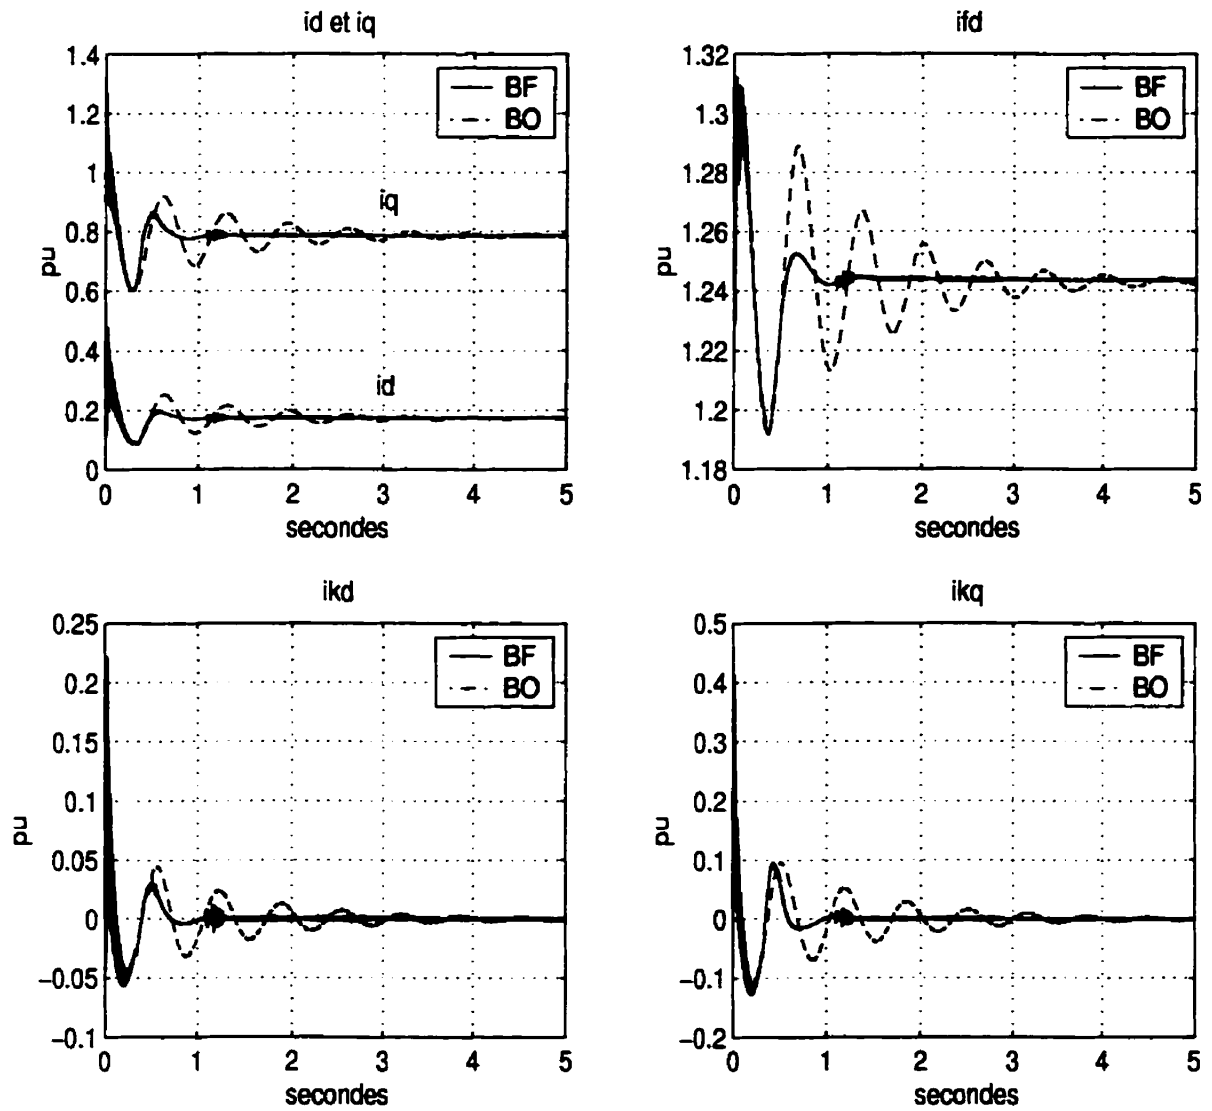 id et iq
1.4
1.2
1
0.8
0.6
0.4
0.2
0
pu
BF
BO
iq
id
0 1 2 3 4 5
secondes
ifd
1.32
1.3
1.28
1.26
1.24
1.22
1.2
1.18
pu
BF
BO
0 1 2 3 4 5
secondes
ikd
0.25
0.2
0.15
0.1
0.05
0
−0.05
−0.1
pu
BF
BO
0 1 2 3 4 5
secondes
ikq
0.5
0.4
0.3
0.2
0.1
0
−0.1
−0.2
pu
BF
BO
0 1 2 3 4 5
secondes